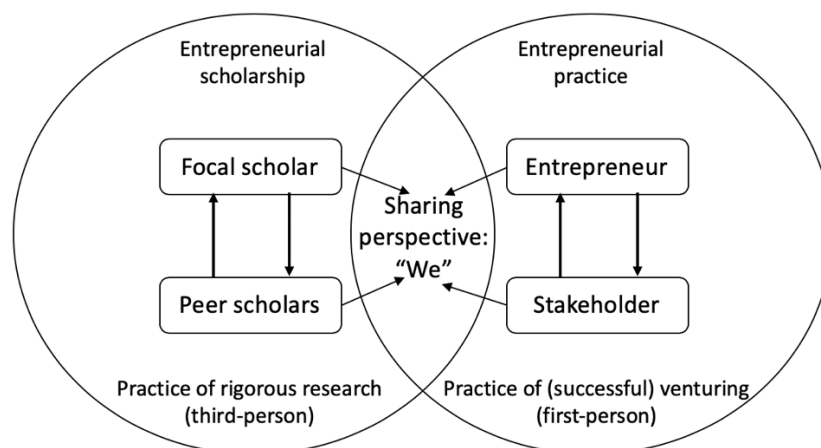 Entrepreneurial
scholarship
Entrepreneurial
practice
Focal scholar
Entrepreneur
Sharing
perspective:
“We”
Peer scholars
Stakeholder
Practice of rigorous research
(third-person)
Practice of (successful) venturing
(first-person)